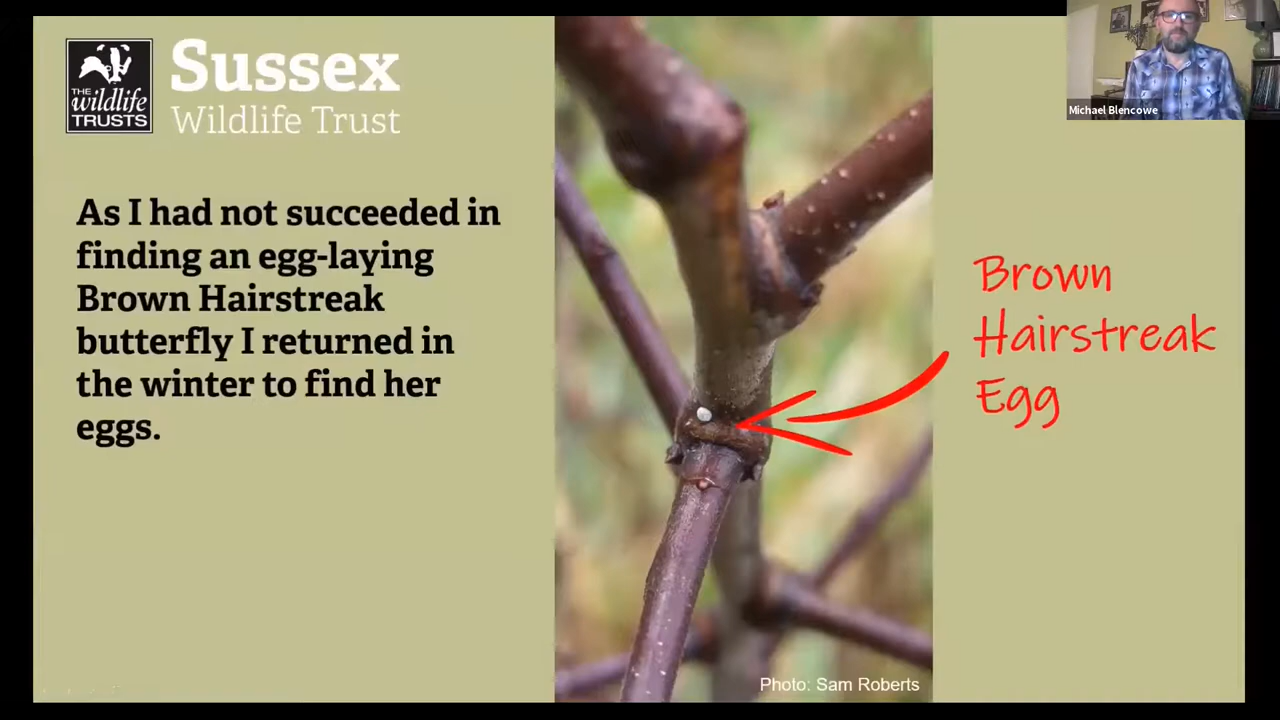 THE
wildlife
TRUSTS
Sussex
Wildlife Trust
As I had not succeeded in
finding an egg-laying
Brown Hairstreak
butterfly I returned in
the winter to find her
eggs.
Brown
Hairstreak
Egg
Photo: Sam Roberts
Michael Blencowe